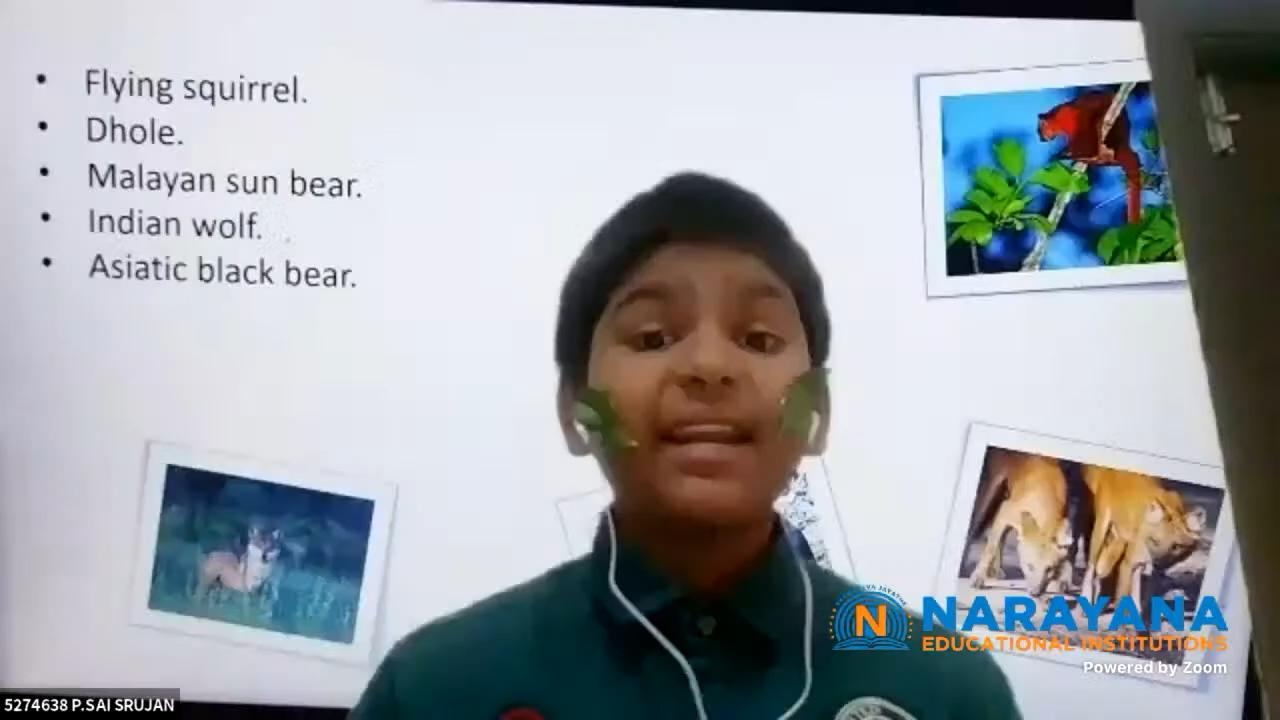 • Flying squirrel.
• Dhole.
• Malayan sun bear.
• Indian wolf.
• Asiatic black bear.
N
NARAYANA
EDUCATIONAL INSTITUTIONS
Powered by Zoom
5274638 P.SAI SRUJAN